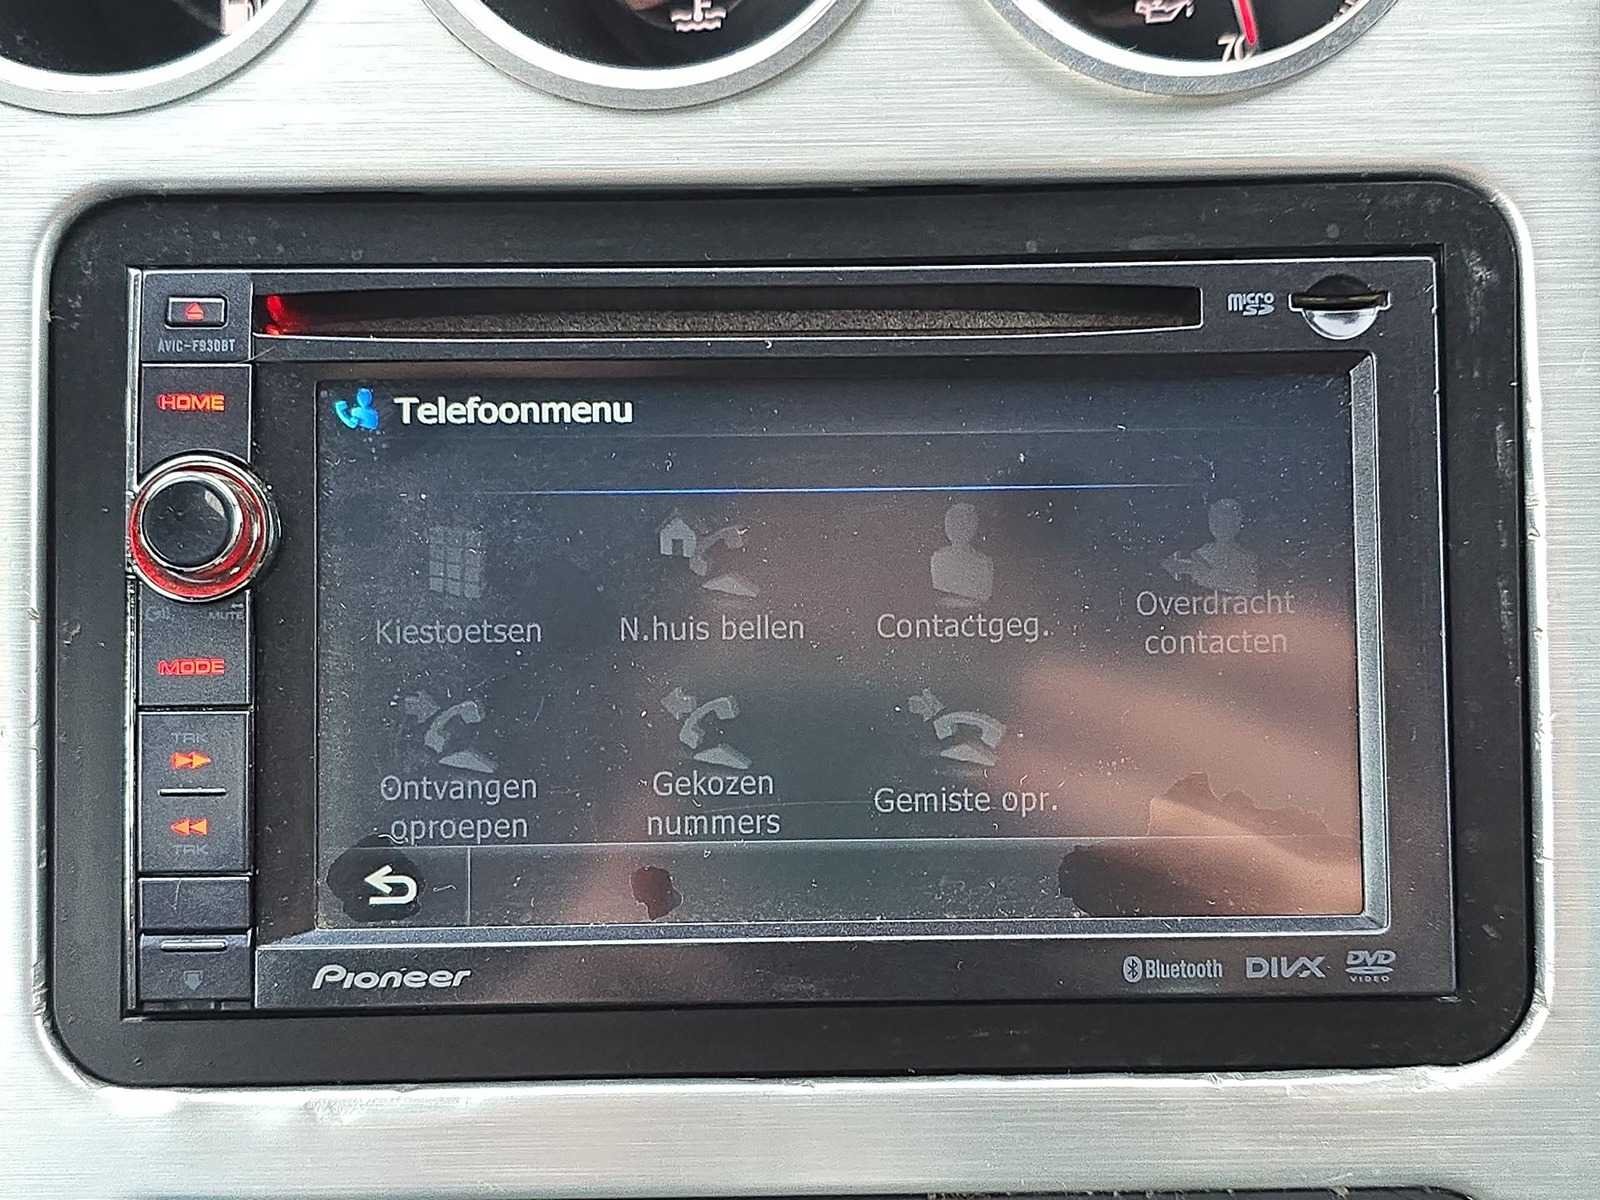 70
micro
SD
AVIC-F930BT
HOME
Telefoonmenu
Kiestoetsen
N.huis bellen
Contactgeg.
Overdracht
contacten
MUTE
MODE
TRK
Ontvangen
oproepen
Gekozen
nummers
Gemiste opr.
TRK
Pioneer
Bluetooth
DIVX
DVD
VIDEO